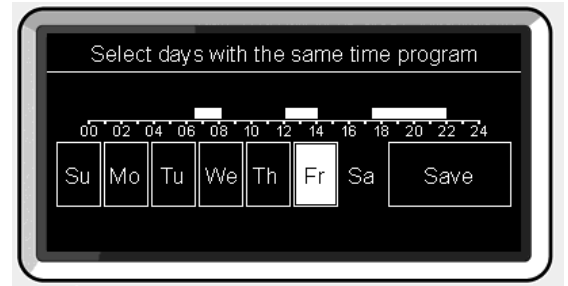 Select days with the same time program
00 02 04 06 08 10 12 14 16 18 20 22 24
Su Mo Tu We Th Fr Sa Save